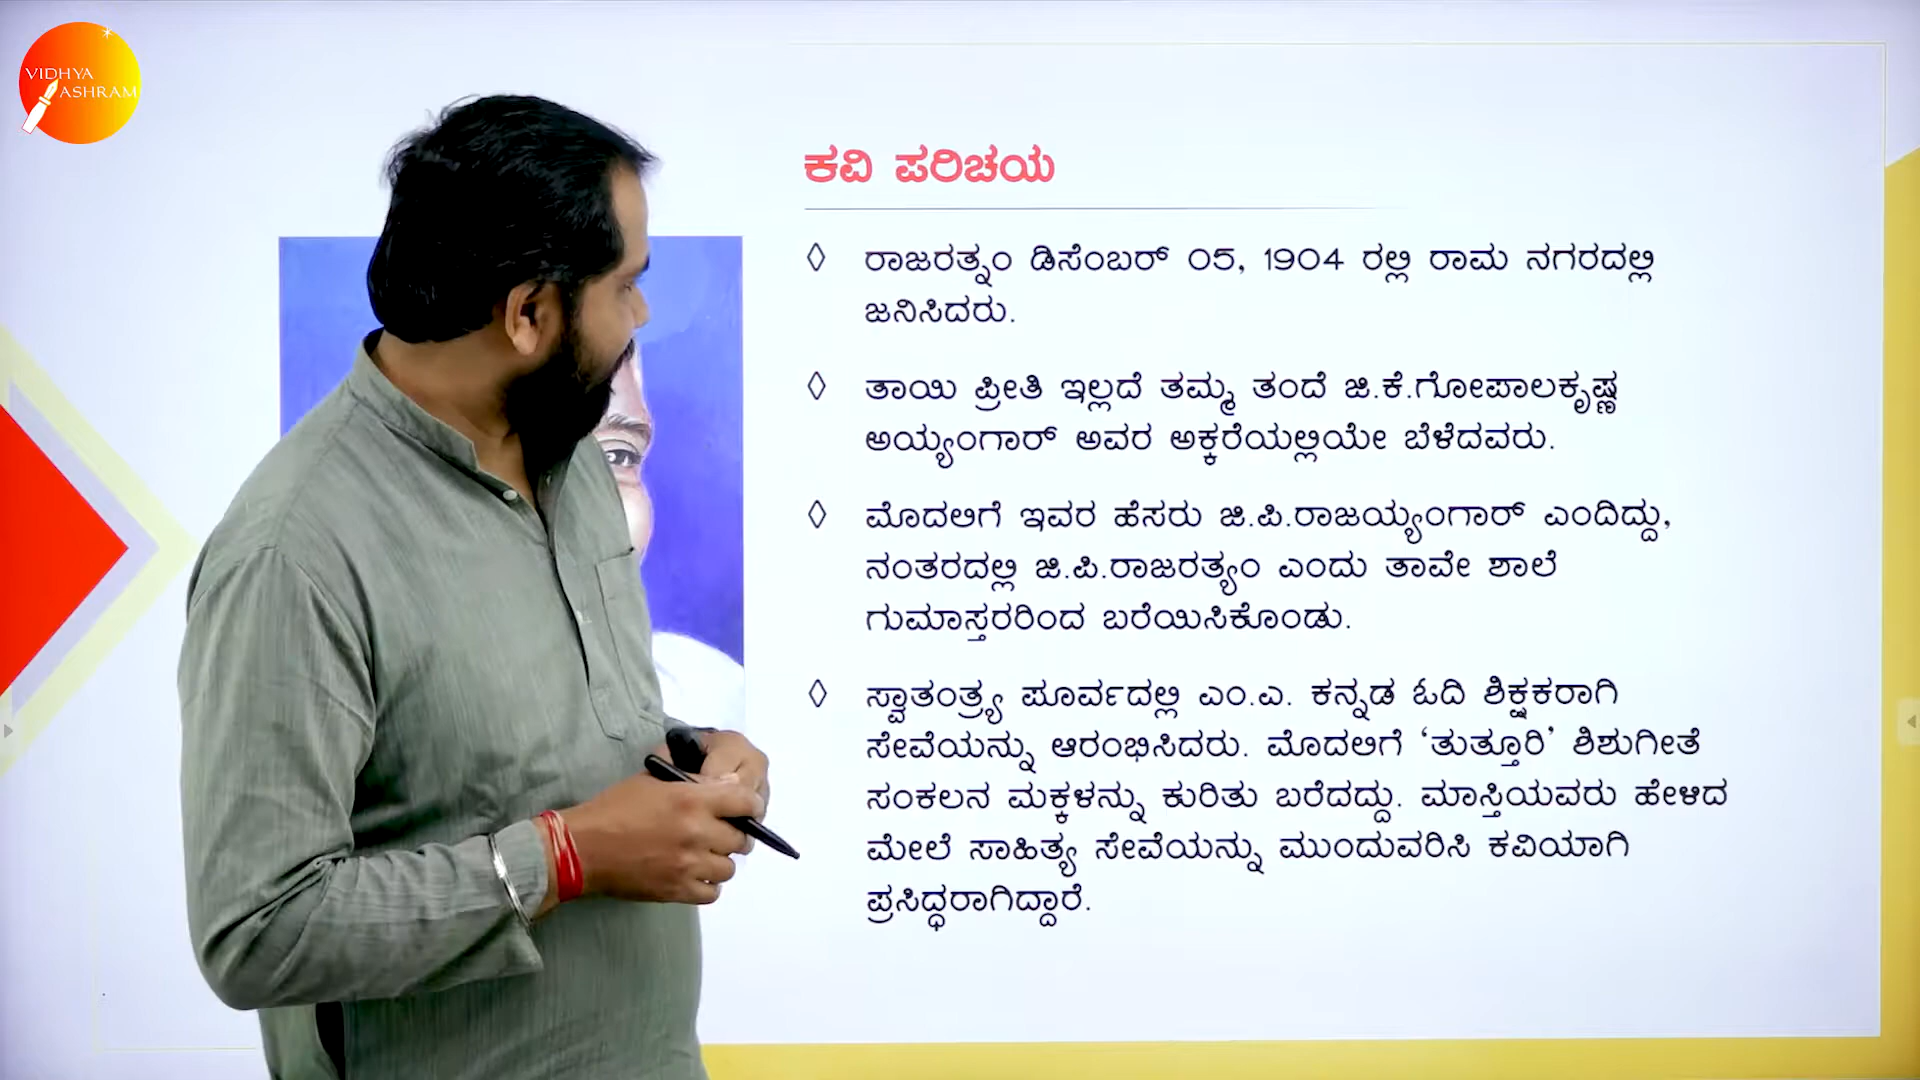 VIDHYA
ASHRAM
ಕವಿ ಪರಿಚಯ
ರಾಜರತ್ನಂ ಡಿಸೆಂಬರ್ 05, 1904 ರಲ್ಲಿ ರಾಮ ನಗರದಲ್ಲಿ
ಜನಿಸಿದರು.
ತಾಯಿ ಪ್ರೀತಿ ಇಲ್ಲದೆ ತಮ್ಮ ತಂದೆ ಜಿ.ಕೆ.ಗೋಪಾಲಕೃಷ್ಣ
ಅಯ್ಯಂಗಾರ್ ಅವರ ಅಕ್ಕರೆಯಲ್ಲಿಯೇ ಬೆಳೆದವರು.
ಮೊದಲಿಗೆ ಇವರ ಹೆಸರು ಜಿ.ಪಿ.ರಾಜಯ್ಯಂಗಾರ್ ಎಂದಿದ್ದು,
ನಂತರದಲ್ಲಿ ಜಿ.ಪಿ.ರಾಜರತ್ಯಂ ಎಂದು ತಾವೇ ಶಾಲೆ
ಗುಮಾಸ್ತರರಿಂದ ಬರೆಯಿಸಿಕೊಂಡು.
ಸ್ವಾತಂತ್ರ್ಯ ಪೂರ್ವದಲ್ಲಿ ಎಂ.ಎ. ಕನ್ನಡ ಓದಿ ಶಿಕ್ಷಕರಾಗಿ
ಸೇವೆಯನ್ನು ಆರಂಭಿಸಿದರು. ಮೊದಲಿಗೆ ‘ತುತ್ತೂರಿ’ ಶಿಶುಗೀತೆ
ಸಂಕಲನ ಮಕ್ಕಳನ್ನು ಕುರಿತು ಬರೆದದ್ದು. ಮಾಸ್ತಿಯವರು ಹೇಳಿದ
ಮೇಲೆ ಸಾಹಿತ್ಯ ಸೇವೆಯನ್ನು ಮುಂದುವರಿಸಿ ಕವಿಯಾಗಿ
ಪ್ರಸಿದ್ಧರಾಗಿದ್ದಾರೆ.